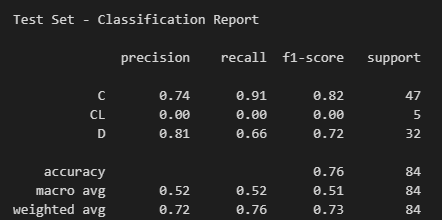 Test Set - Classification Report
precision recall f1-score support
C 0.74 0.91 0.82 47
CL 0.00 0.00 0.00 5
D 0.81 0.66 0.72 32
accuracy 0.76 84
macro avg 0.52 0.52 0.51 84
weighted avg 0.72 0.76 0.73 84